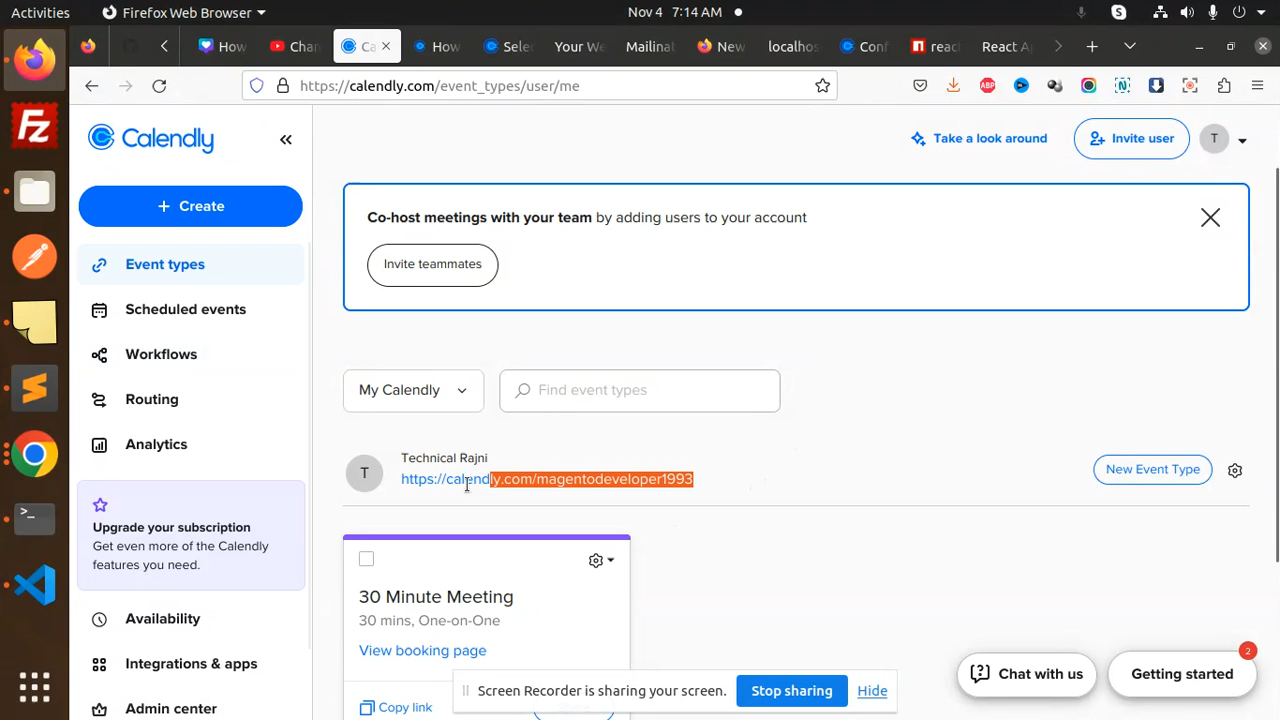 Activities Firefox Web Browser Nov 4 7:14 AM
How Chan Ca How Selec Your We Mailinat New localhos Conf reac React Ap
https://calendly.com/event_types/user/me
Calendly
Take a look around Invite user T
Create
Co-host meetings with your team by adding users to your account
Invite teammates
Event types
Scheduled events
Workflows
Routing
Analytics
My Calendly Find event types
T Technical Rajni
https://calendly.com/magentodeveloper1993
New Event Type
Upgrade your subscription
Get even more of the Calendly
features you need.
30 Minute Meeting
30 mins, One-on-One
View booking page
Copy link
Availability
Integrations & apps
Admin center
Screen Recorder is sharing your screen. Stop sharing Hide
Chat with us
Getting started 2